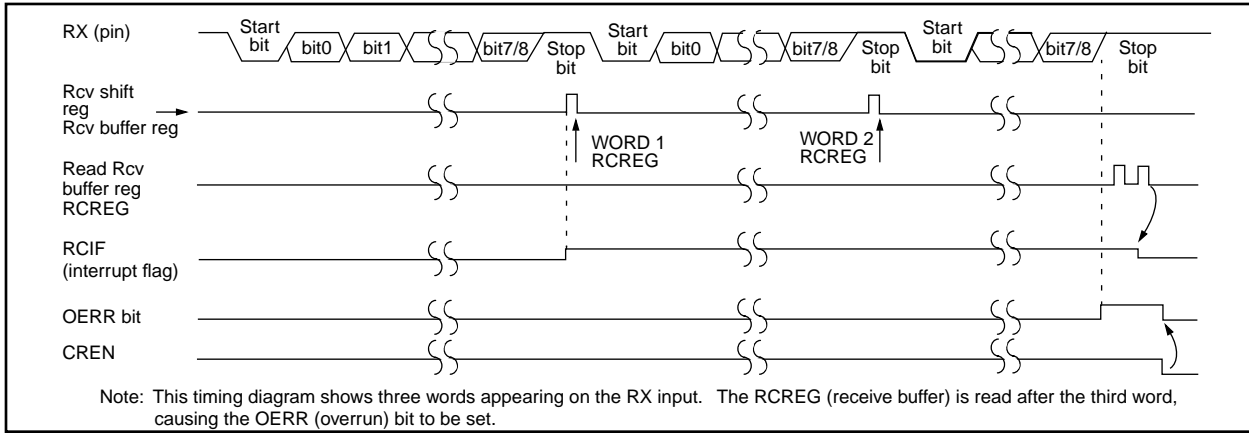 RX (pin)
Start bit
bit0
bit1
bit7/8
Stop bit
Start bit
bit0
bit7/8
Stop bit
Start bit
bit7/8
Stop bit
Rcv shift
reg
Rcv buffer reg
WORD 1
RCREG
WORD 2
RCREG
Read Rcv
buffer reg
RCREG
RCIF
(interrupt flag)
OERR bit
CREN
Note: This timing diagram shows three words appearing on the RX input. The RCREG (receive buffer) is read after the third word,
causing the OERR (overrun) bit to be set.